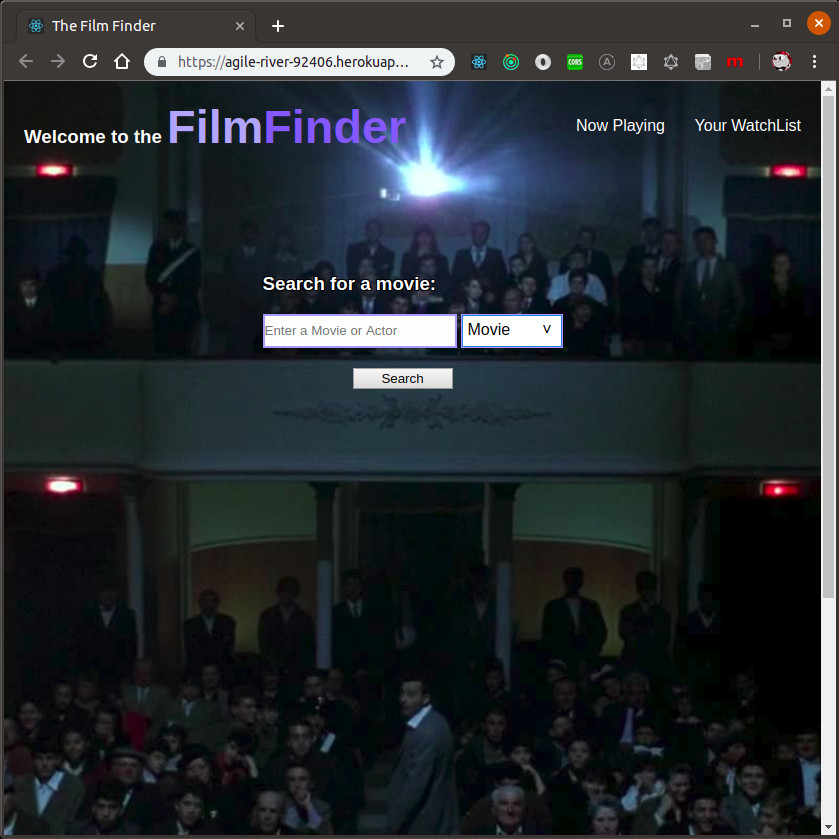 The Film Finder
https://agile-river-92406.herokuap...
CORS
A
m
Welcome to the FilmFinder
Now Playing
Your WatchList
Search for a movie:
Enter a Movie or Actor
Movie
Search